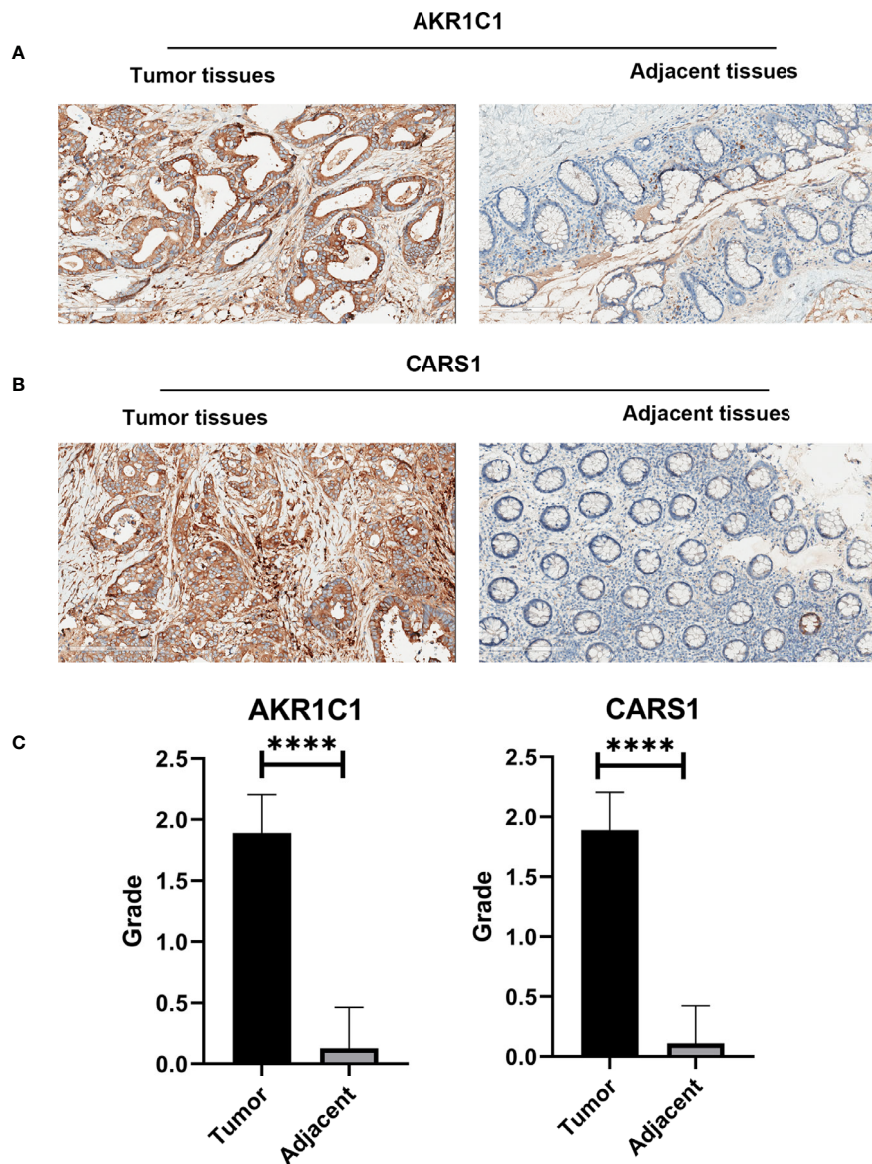 AKR1C1
A
Tumor tissues
Adjacent tissues
CARS1
B
Tumor tissues
Adjacent tissues
C
AKR1C1
****
2.5
2.0
1.5
1.0
0.5
0.0
Grade
Tumor
Adjacent
CARS1
****
2.5
2.0
1.5
1.0
0.5
0.0
Grade
Tumor
Adjacent